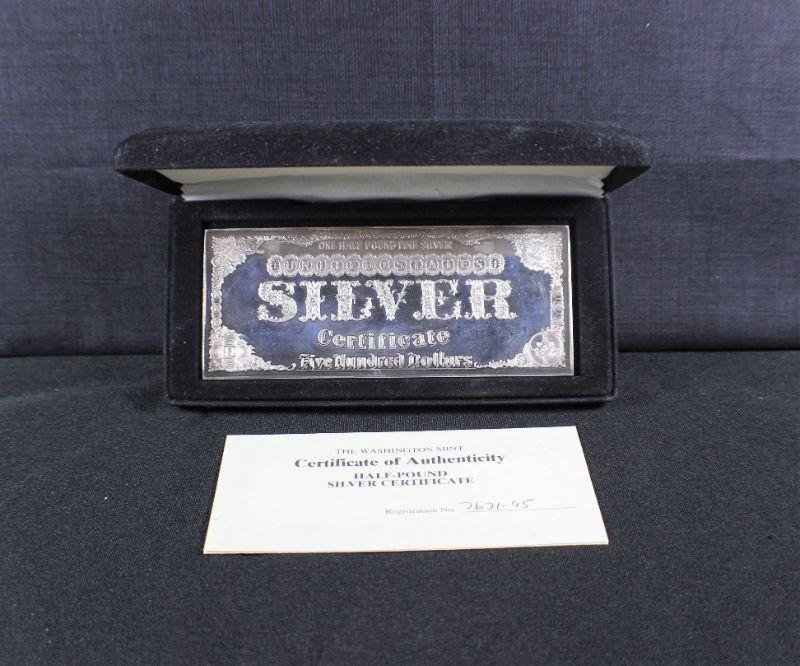 ONE HALF POUND FINE SILVER
UNITED STATES
SILVER
Certificate
Five Hundred Dollars
THE WASHINGTON MINT
Certificate of Authenticity
HALF-POUND
SILVER CERTIFICATE
Registration No. 2621-95